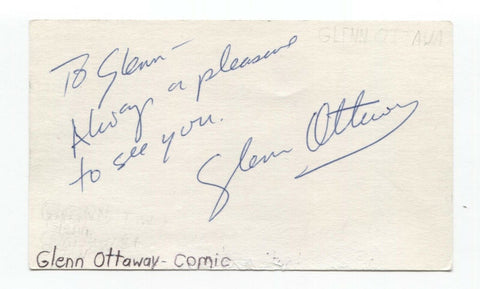 GLENN OTTAWA
To Glenn-
Always a pleasure
to see you.
Glenn Ottaway
Glenn Ottaway- comic